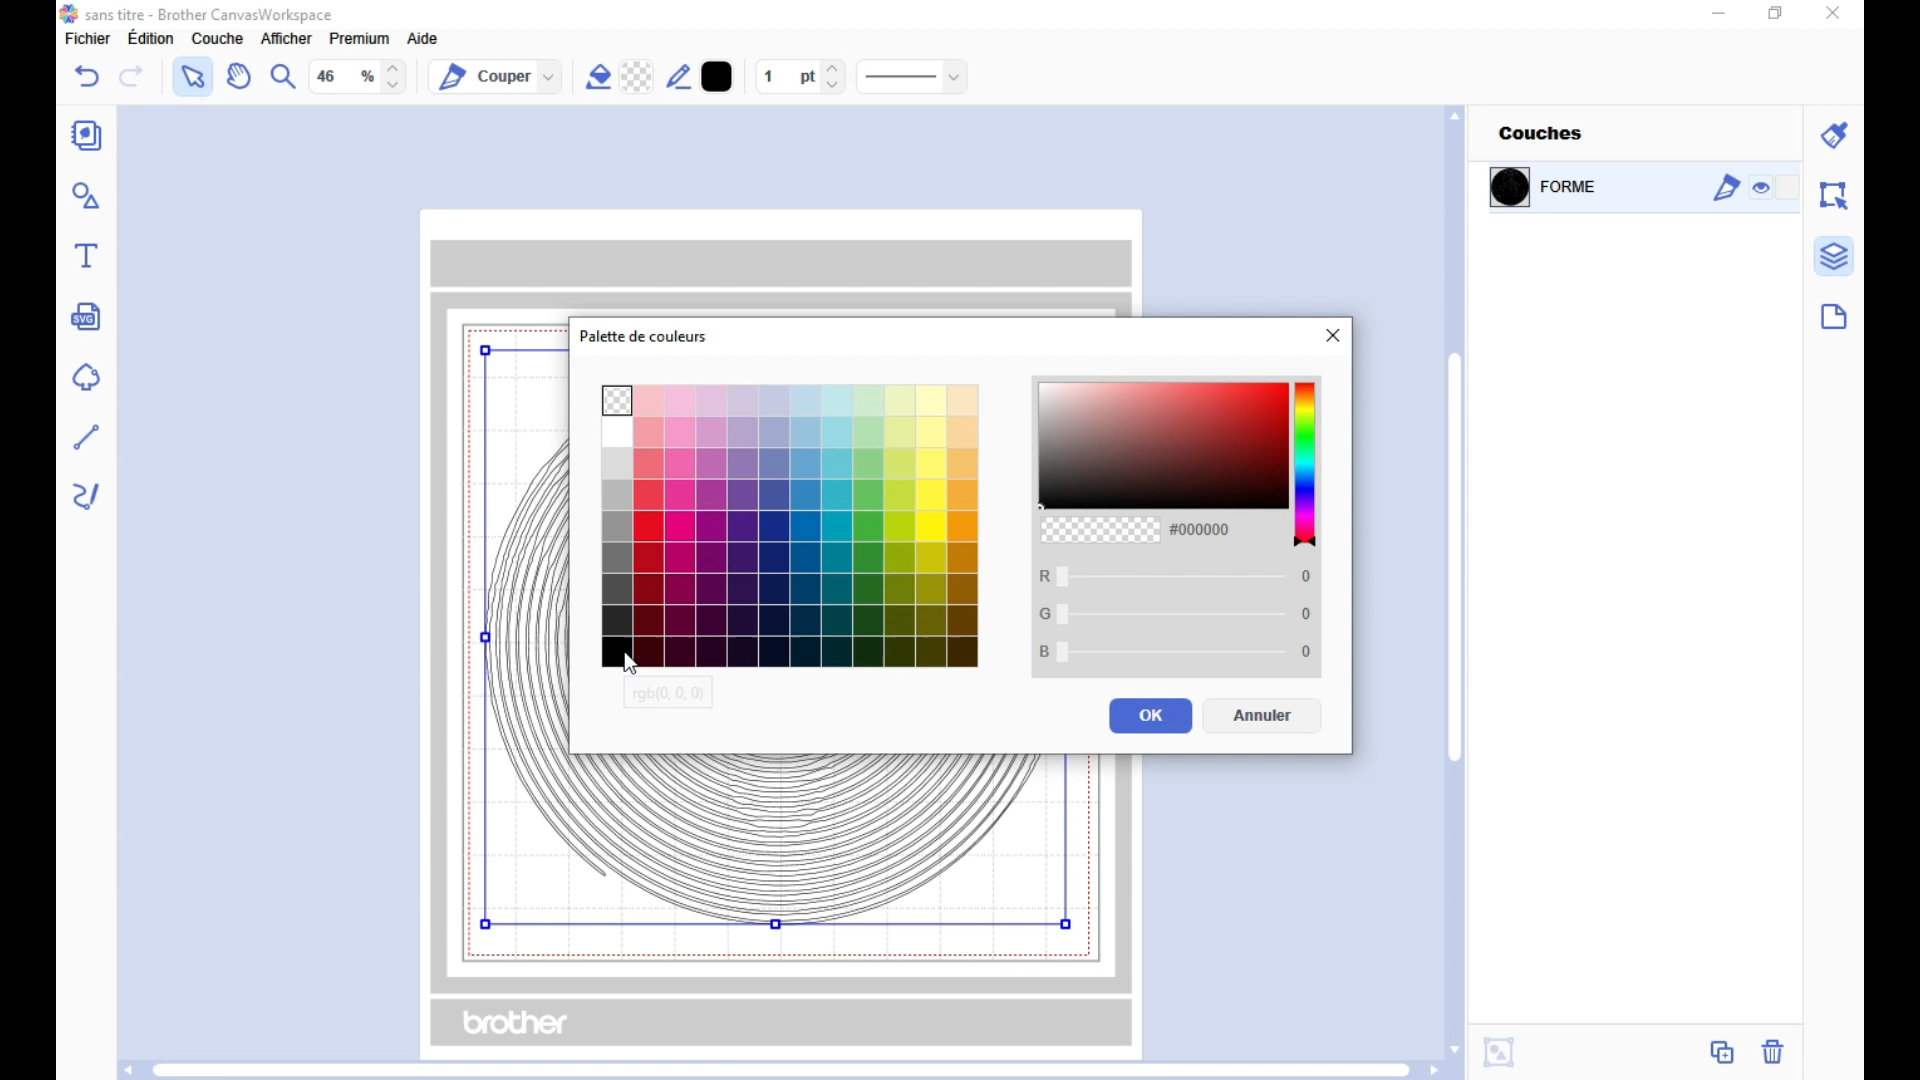 sans titre - Brother CanvasWorkspace
Fichier Édition Couche Afficher Premium Aide
46 % Couper 1 pt
Couches
SVG
FORME
Palette de couleurs
#000000
R 0
G 0
B 0
rgb(0, 0, 0)
OK Annuler
brother